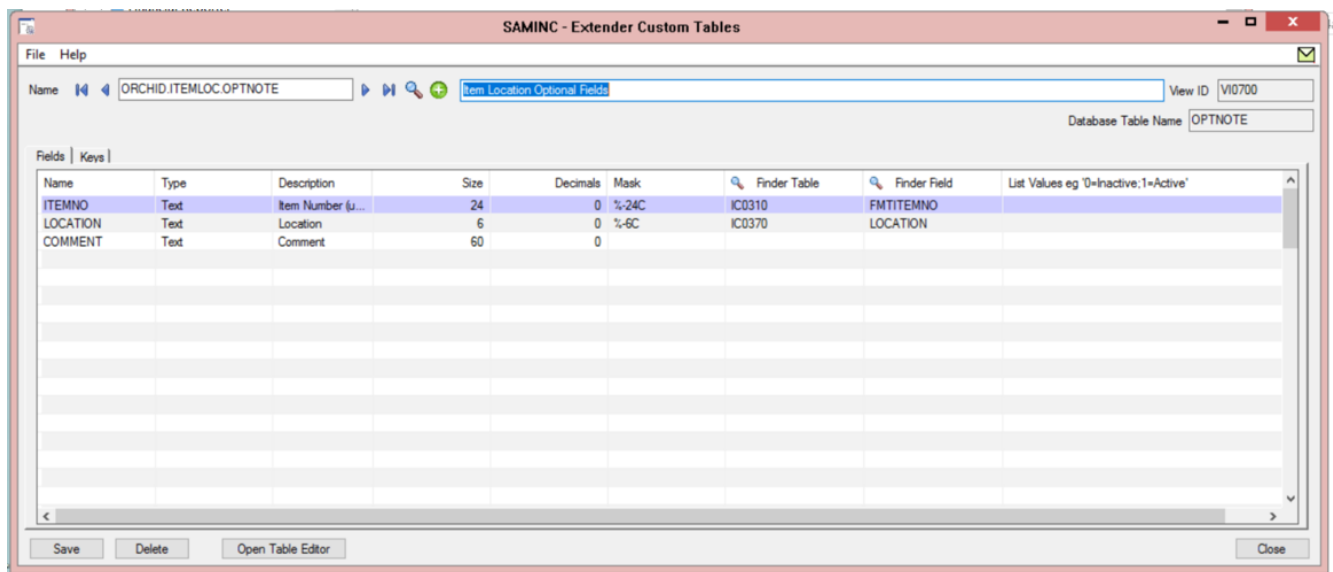 SAMINC - Extender Custom Tables
File Help
Name ORCHID.ITEMLOC.OPTNOTE Item Location Optional Fields View ID VI0700
Database Table Name OPTNOTE
Fields Keys
Name Type Description Size Decimals Mask Finder Table Finder Field List Values eg '0=Inactive;1=Active'
ITEMNO Text Item Number (u... 24 0 %-24C IC0310 FMTITEMNO
LOCATION Text Location 6 0 %-6C IC0370 LOCATION
COMMENT Text Comment 60 0
Save Delete Open Table Editor Close